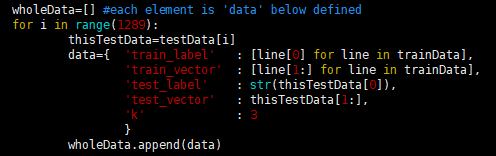 wholeData=[] #each element is 'data' below defined
for i in range(1289):
        thisTestData=testData[i]
        data={  'train_label'   : [line[0] for line in trainData],
                'train_vector'  : [line[1:] for line in trainData],
                'test_label'    : str(thisTestData[0]),
                'test_vector'   : thisTestData[1:],
                'k'             : 3
                }
        wholeData.append(data)